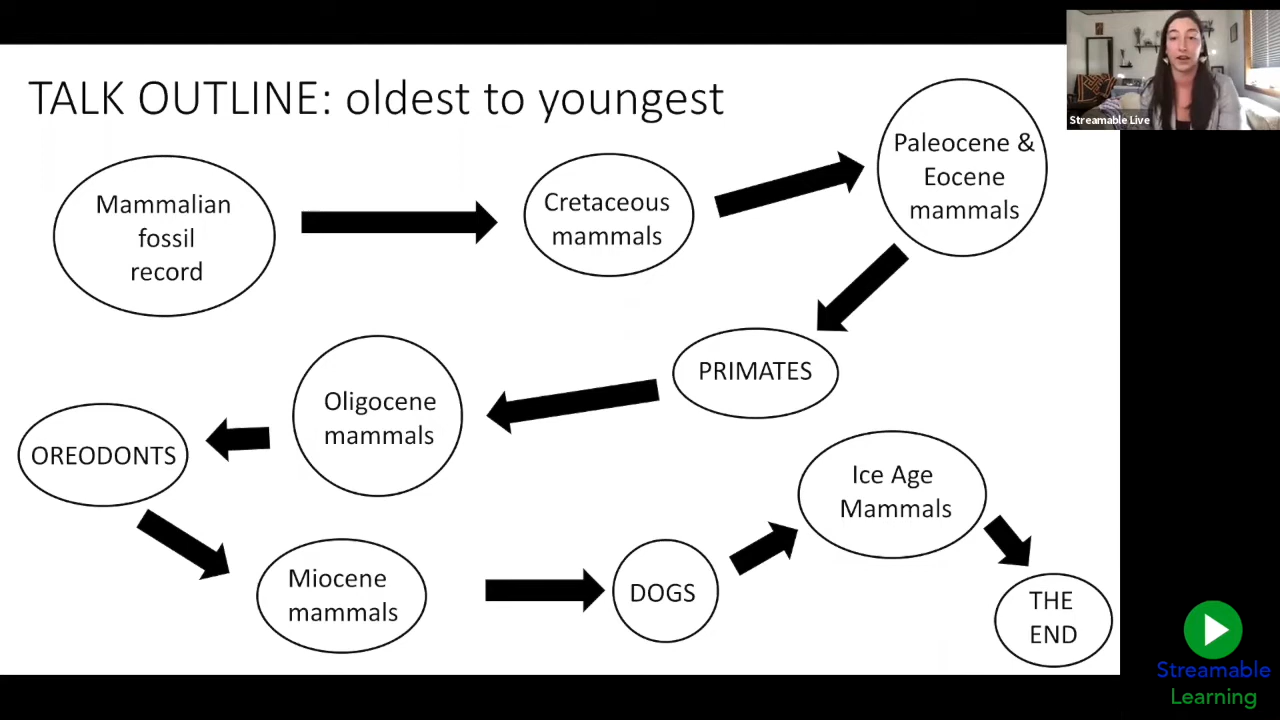 TALK OUTLINE: oldest to youngest
Mammalian
fossil
record
Cretaceous
mammals
Paleocene &
Eocene
mammals
PRIMATES
Oligocene
mammals
OREODONTS
Miocene
mammals
DOGS
Ice Age
Mammals
THE
END
Streamable Live
Streamable
Learning